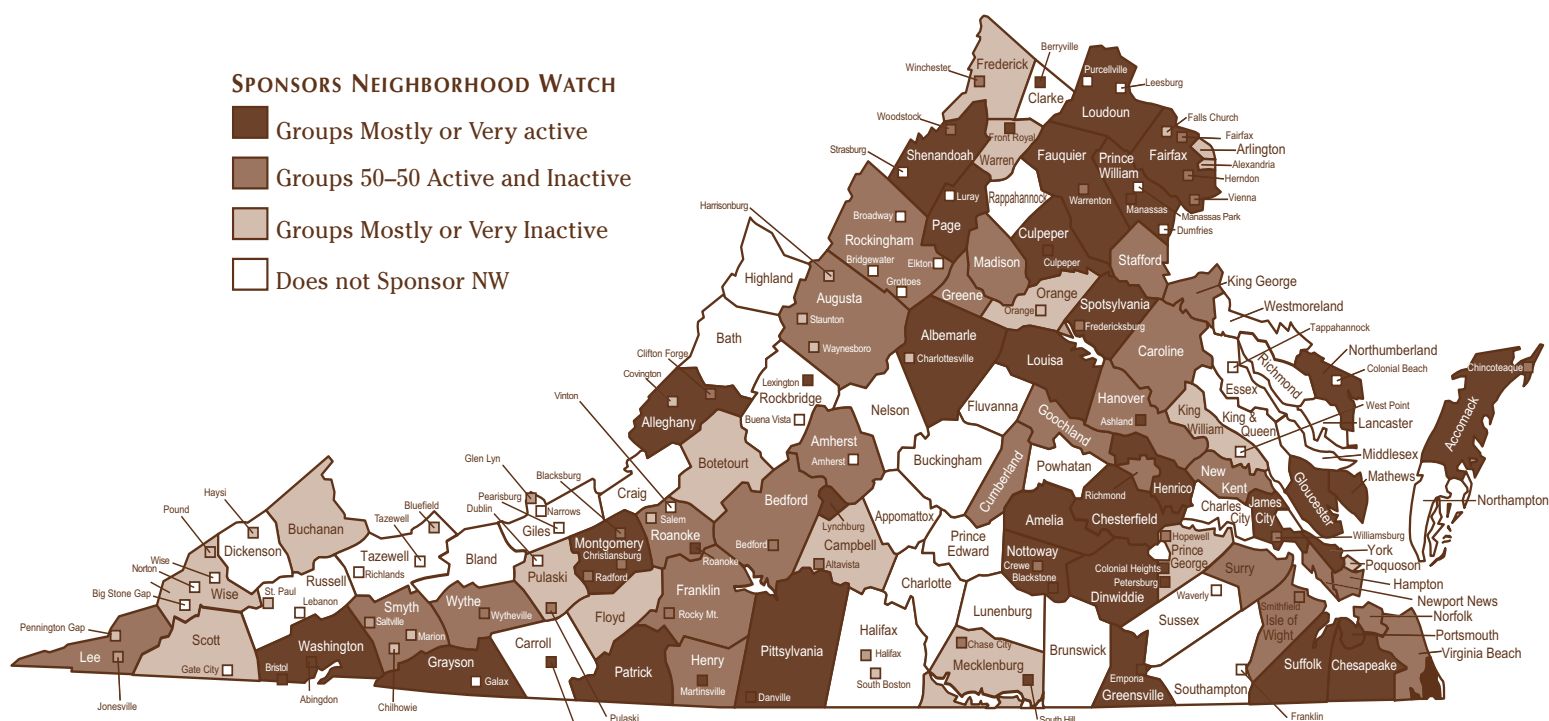 SPONSORS NEIGHBORHOOD WATCH
Groups Mostly or Very active
Groups 50–50 Active and Inactive
Groups Mostly or Very Inactive
Does not Sponsor NW
Frederick
Berryville
Winchester
Clarke
Purcellville
Leesburg
Loudoun
Woodstock
Front Royal
Falls Church
Fairfax
Arlington
Alexandria
Herndon
Vienna
Strasburg
Shenandoah
Warren
Fauquier
Prince
William
Fairfax
Warrenton
Manassas
Manassas Park
Dumfries
Luray
Rappahannock
Harrisonburg
Broadway
Page
Culpeper
Culpeper
Rockingham
Bridgewater
Elkton
Grottoes
Madison
Stafford
Highland
Augusta
Greene
Orange
Orange
King George
Westmoreland
Spotsylvania
Fredericksburg
Staunton
Waynesboro
Albemarle
Charlottesville
Louisa
Caroline
Tappahannock
Bath
Clifton Forge
Covington
Richmond
Northumberland
Colonial Beach
Chincoteaque
Essex
Lexington
Rockbridge
Buena Vista
Nelson
Fluvanna
Goochland
Hanover
Ashland
King
William
King &
Queen
West Point
Lancaster
Accomack
Vinton
Alleghany
Amherst
Amherst
Buckingham
Cumberland
Powhatan
Middlesex
Mathews
Northampton
Botetourt
Glen Lyn
Blacksburg
Craig
Bedford
Bedford
Richmond
Henrico
New
Kent
Gloucester
Haysi
Pound
Buchanan
Dickenson
Tazewell
Bluefield
Pearisburg
Dublin
Narrows
Giles
Salem
Roanoke
Roanoke
Lynchburg
Appomattox
Amelia
Chesterfield
Charles
City
James
City
Williamsburg
York
Poquoson
Hampton
Newport News
Norfolk
Portsmouth
Virginia Beach
Wise
Norton
Big Stone Gap
Wise
Tazewell
Richlands
Bland
Montgomery
Christiansburg
Radford
Campbell
Altavista
Prince
Edward
Nottoway
Crewe
Blackstone
Hopewell
Prince
George
Colonial Heights
Petersburg
Dinwiddie
Surry
Waverly
Smithfield
Isle of
Wight
Russell
St. Paul
Lebanon
Pulaski
Floyd
Franklin
Rocky Mt.
Charlotte
Lunenburg
Sussex
Pennington Gap
Lee
Scott
Gate City
Washington
Bristol
Abingdon
Smyth
Saltville
Marion
Wythe
Wytheville
Grayson
Galax
Carroll
Patrick
Henry
Martinsville
Pittsylvania
Danville
Halifax
Halifax
South Boston
Chase City
Mecklenburg
South Hill
Brunswick
Emporia
Greensville
Southampton
Franklin
Suffolk
Chesapeake
Jonesville
Chilhowie
Pulaski